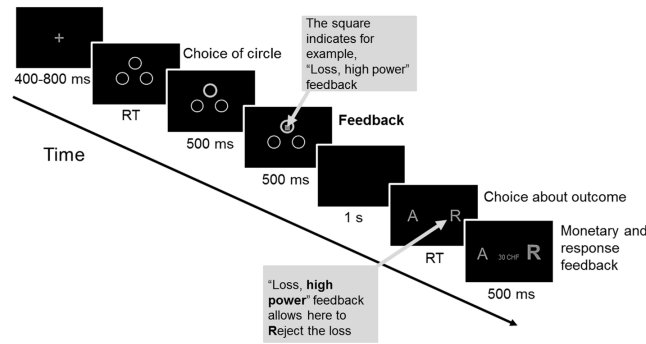 The square
indicates for
example,
“Loss, high power”
feedback
Choice of circle
400-800 ms
RT
500 ms
Feedback
500 ms
Time
1 s
Choice about outcome
A R
RT
Monetary and
response
feedback
A 30 CHF R
500 ms
“Loss, high
power” feedback
allows here to
Reject the loss